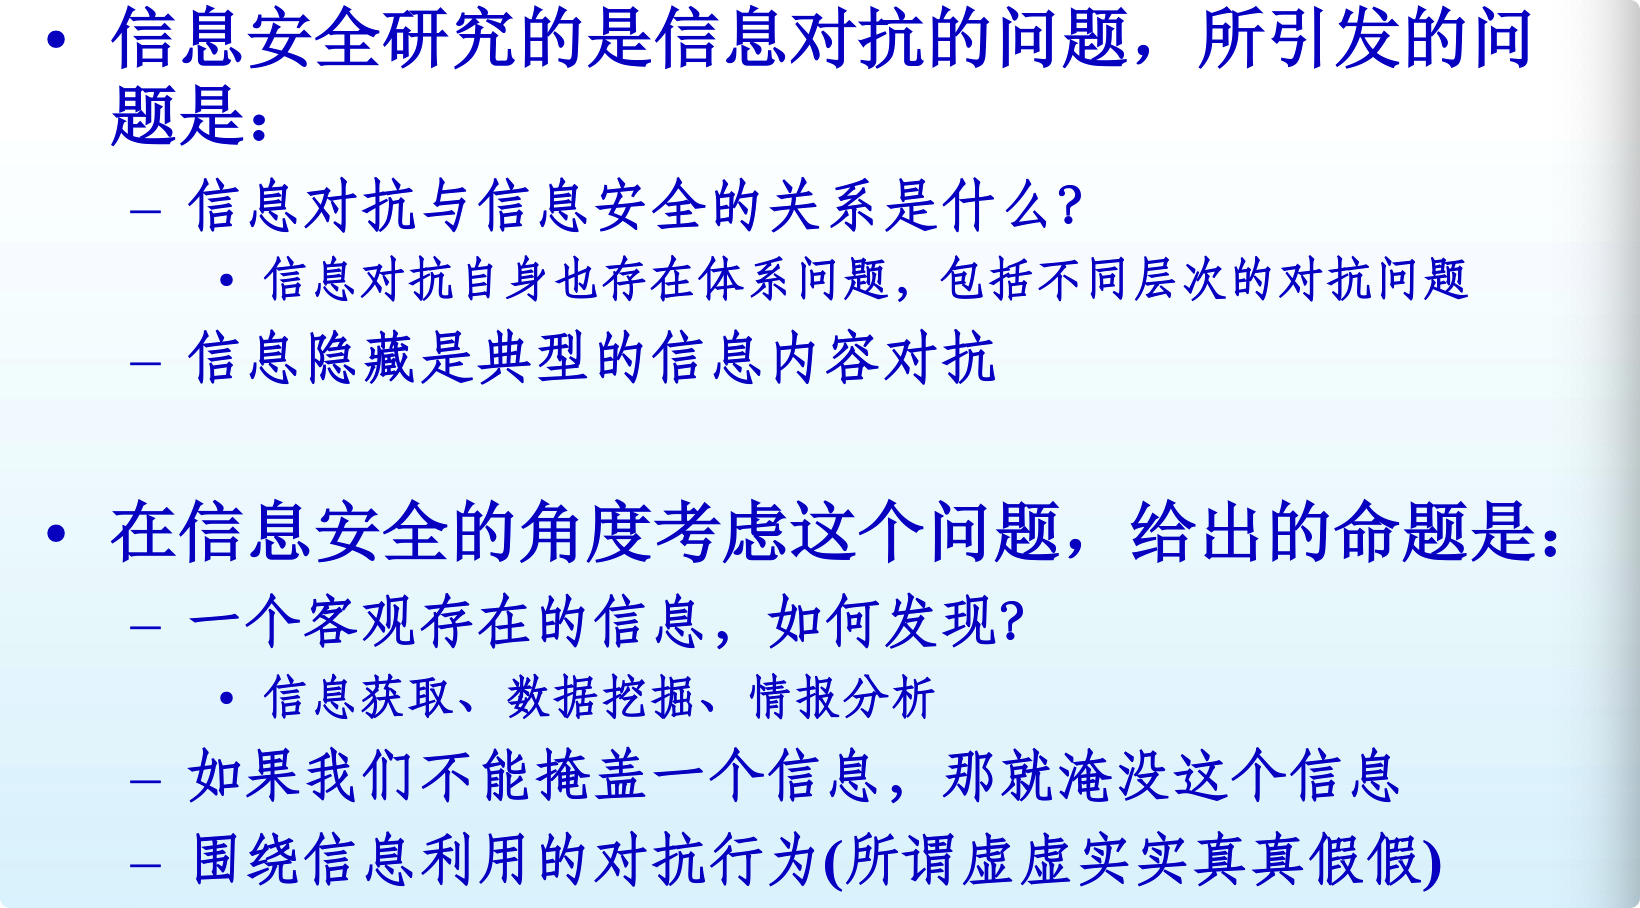 • 信息安全研究的是信息对抗的问题，所引发的问
题是：
– 信息对抗与信息安全的关系是什么？
• 信息对抗自身也存在体系问题，包括不同层次的对抗问题
– 信息隐藏是典型的信息内容对抗
• 在信息安全的角度考虑这个问题，给出的命题是：
– 一个客观存在的信息，如何发现？
• 信息获取、数据挖掘、情报分析
– 如果我们不能掩盖一个信息，那就淹没这个信息
– 围绕信息利用的对抗行为(所谓虚虚实实真真假假)